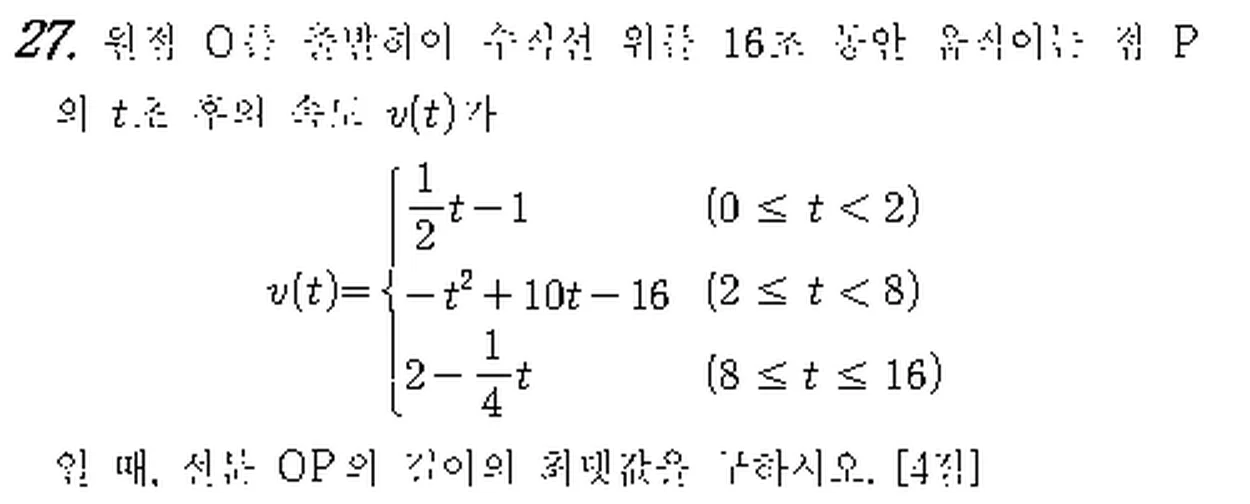 27. 원점 O를 출발하여 수직선 위를 16초 동안 움직이는 점 P
의 t초 후의 속도 v(t)가
v(t)= { 1/2 t − 1 (0 ≤ t < 2)
−t² + 10t − 16 (2 ≤ t < 8)
2 − 1/4 t (8 ≤ t ≤ 16)
일 때, 선분 OP의 길이의 최댓값을 구하시오. [4점]